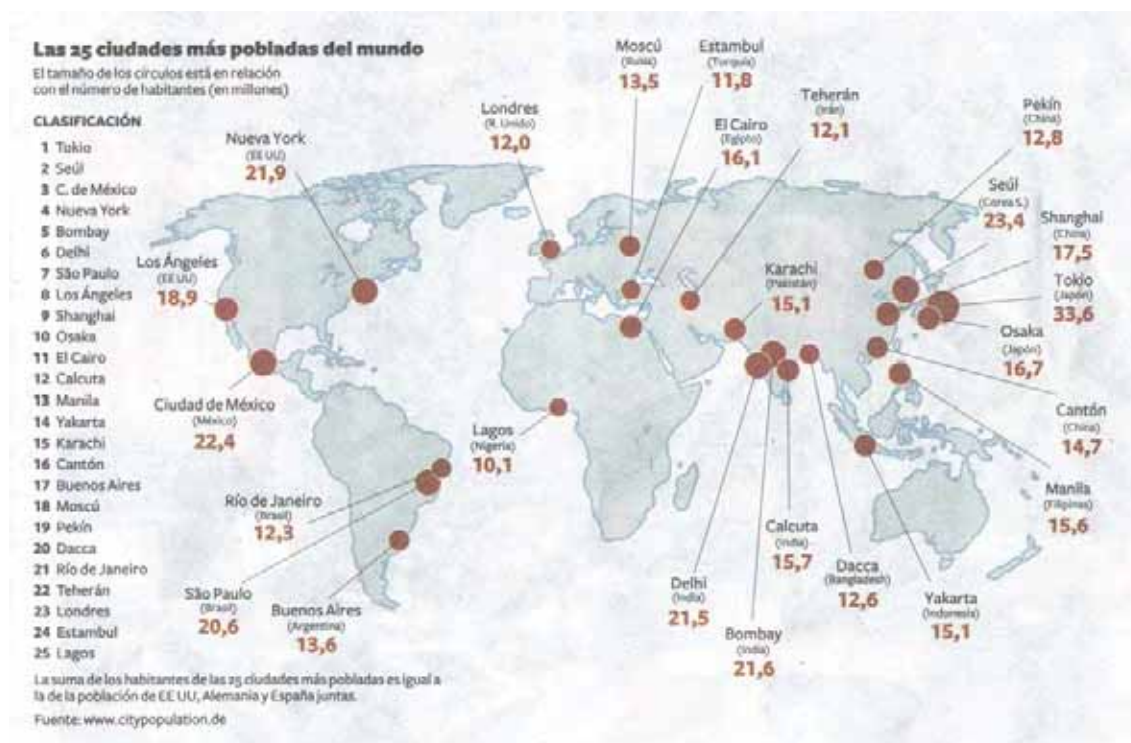 Las 25 ciudades más pobladas del mundo
El tamaño de los círculos está en relación
con el número de habitantes (en millones)
CLASIFICACIÓN
1 Tokio
2 Seúl
3 C. de México
4 Nueva York
5 Bombay
6 Delhi
7 São Paulo
8 Los Ángeles
9 Shanghai
10 Osaka
11 El Cairo
12 Calcuta
13 Manila
14 Yakarta
15 Karachi
16 Cantón
17 Buenos Aires
18 Moscú
19 Pekín
20 Dacca
21 Río de Janeiro
22 Teherán
23 Londres
24 Estambul
25 Lagos
Nueva York
(EE UU)
21,9
Los Ángeles
(EE UU)
18,9
Ciudad de México
(México)
22,4
Río de Janeiro
(Brasil)
12,3
São Paulo
(Brasil)
20,6
Buenos Aires
(Argentina)
13,6
Londres
(R. Unido)
12,0
Moscú
(Rusia)
13,5
Estambul
(Turquía)
11,8
El Cairo
(Egipto)
16,1
Teherán
(Irán)
12,1
Lagos
(Nigeria)
10,1
Karachi
(Pakistán)
15,1
Delhi
(India)
21,5
Bombay
(India)
21,6
Calcuta
(India)
15,7
Dacca
(Bangladesh)
12,6
Yakarta
(Indonesia)
15,1
Pekín
(China)
12,8
Seúl
(Corea S.)
23,4
Shanghai
(China)
17,5
Tokio
(Japón)
33,6
Osaka
(Japón)
16,7
Cantón
(China)
14,7
Manila
(Filipinas)
15,6
La suma de los habitantes de las 25 ciudades más pobladas es igual a
la de la población de EE UU, Alemania y España juntas.
Fuente: www.citypopulation.de